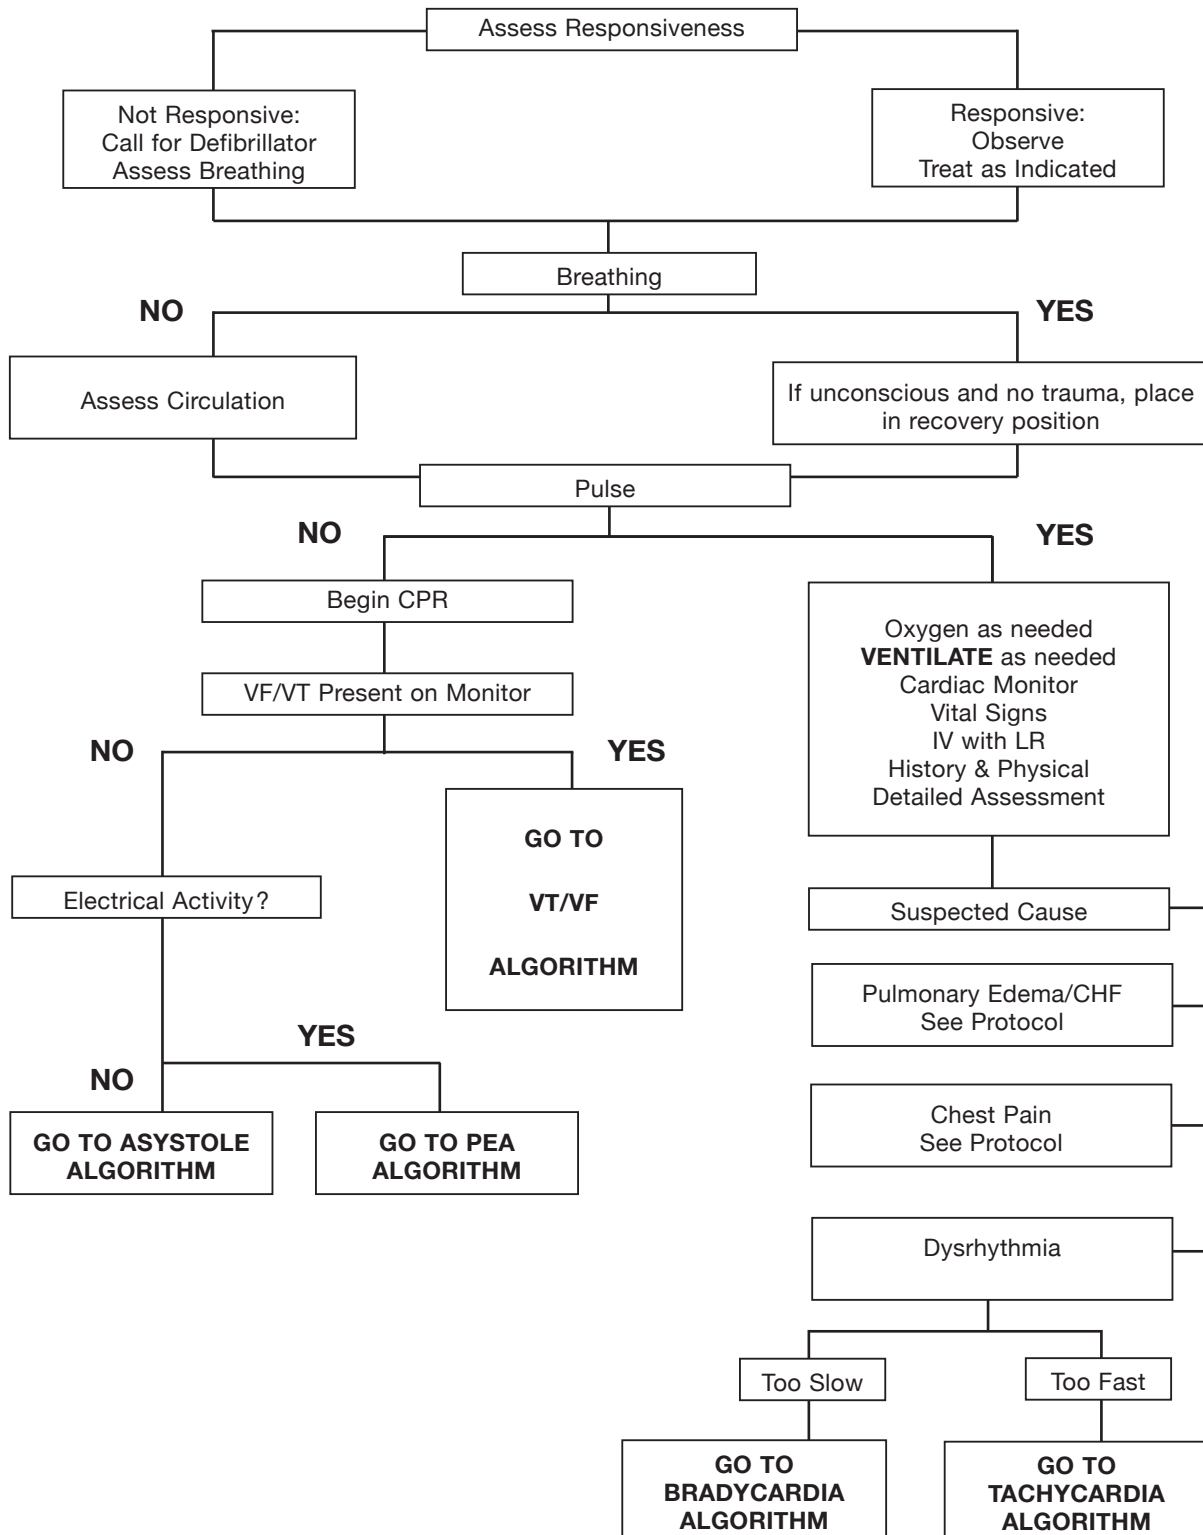 Assess Responsiveness
Not Responsive:
Call for Defibrillator
Assess Breathing
Responsive:
Observe
Treat as Indicated
Breathing
NO
YES
Assess Circulation
If unconscious and no trauma, place
in recovery position
Pulse
NO
YES
Begin CPR
VF/VT Present on Monitor
Oxygen as needed
VENTILATE as needed
Cardiac Monitor
Vital Signs
IV with LR
History & Physical
Detailed Assessment
NO
YES
GO TO
VT/VF
ALGORITHM
Electrical Activity?
Suspected Cause
Pulmonary Edema/CHF
See Protocol
YES
NO
GO TO ASYSTOLE
ALGORITHM
GO TO PEA
ALGORITHM
Chest Pain
See Protocol
Dysrhythmia
Too Slow
Too Fast
GO TO
BRADYCARDIA
ALGORITHM
GO TO
TACHYCARDIA
ALGORITHM